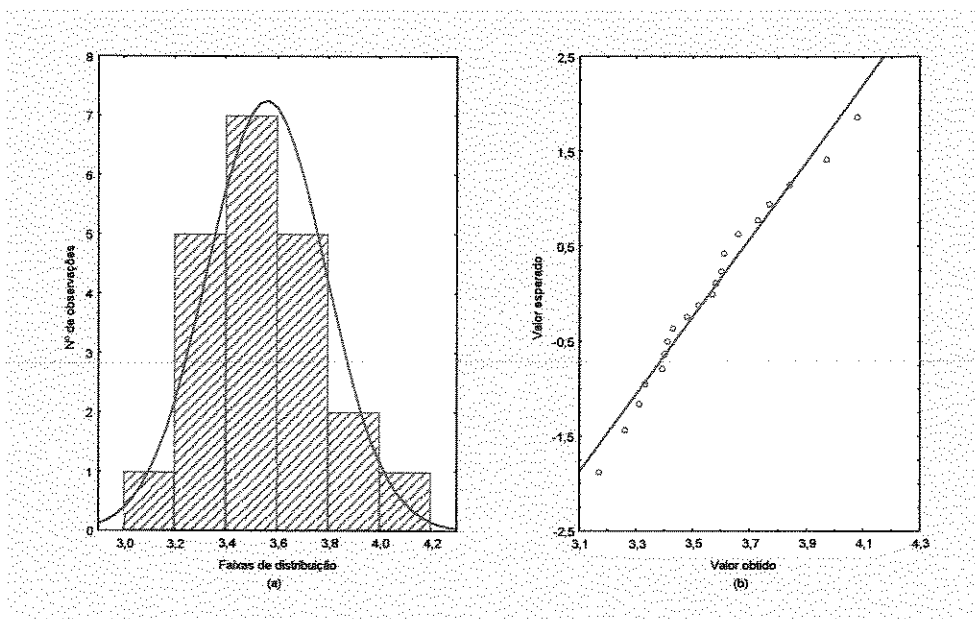 8
7
6
5
4
3
2
1
0
Nº de observações
3,0 3,2 3,4 3,6 3,8 4,0 4,2
Faixas de distribuição
(a)
2,5
1,5
0,5
-0,5
-1,5
-2,5
Valor esperado
3,1 3,3 3,5 3,7 3,9 4,1 4,3
Valor obtido
(b)